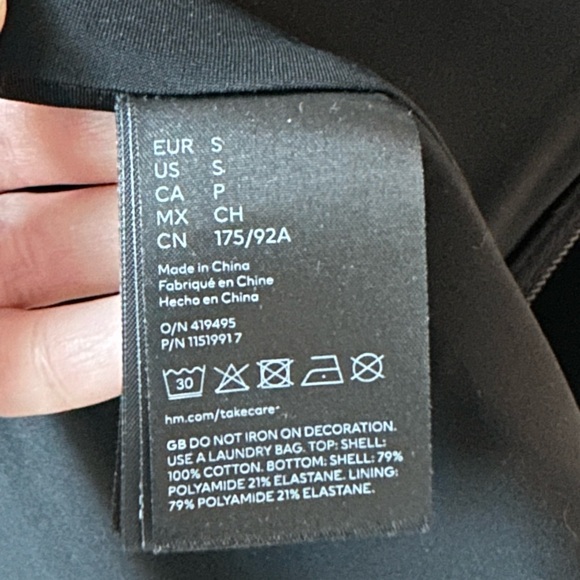 EUR S
US S
CA P
MX CH
CN 175/92A
Made in China
Fabriqué en Chine
Hecho en China
O/N 419495
P/N 11519917
30
hm.com/takecare
GB DO NOT IRON ON DECORATION.
USE A LAUNDRY BAG. TOP: SHELL:
100% COTTON. BOTTOM: SHELL: 79%
POLYAMIDE 21% ELASTANE. LINING:
79% POLYAMIDE 21% ELASTANE.